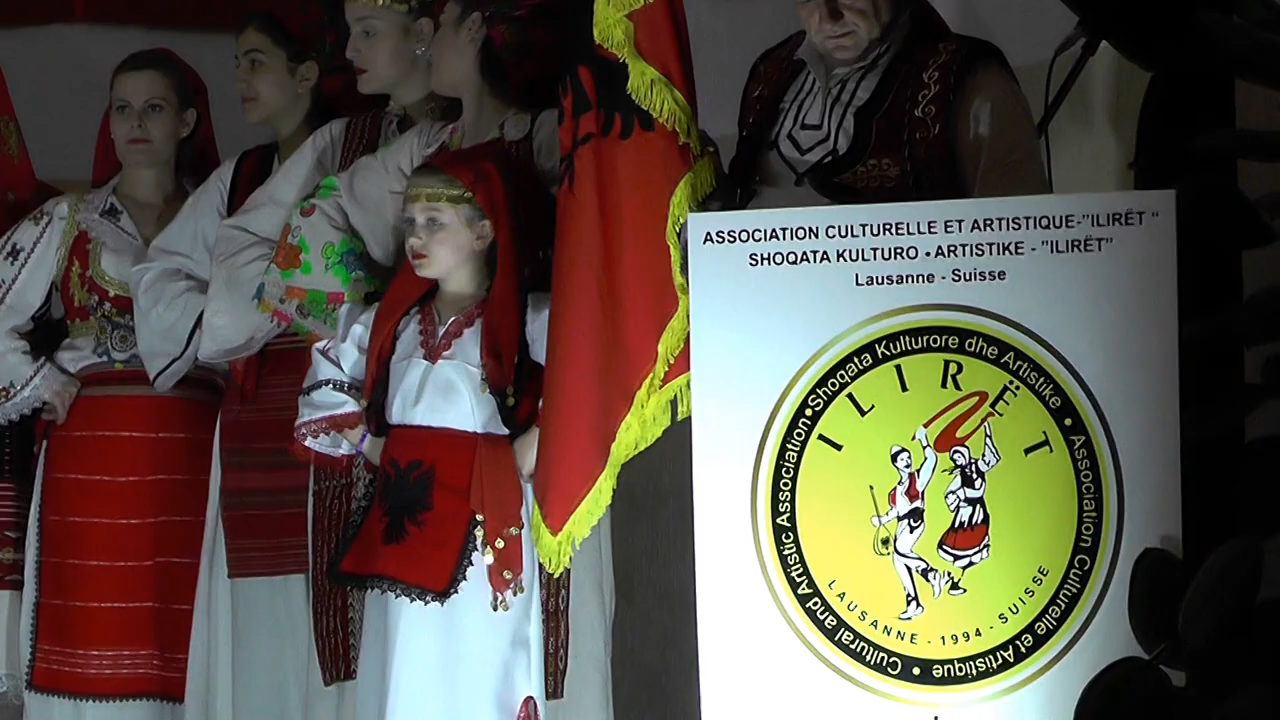 ASSOCIATION CULTURELLE ET ARTISTIQUE-"ILIRËT "
SHOQATA KULTURO • ARTISTIKE - "ILIRËT"
Lausanne - Suisse
•Shoqata Kulturore dhe Artistike •
Association Culturelle et Artistique •
Cultural and Artistic Association
ILIRËT
LAUSANNE - 1994 - SUISSE